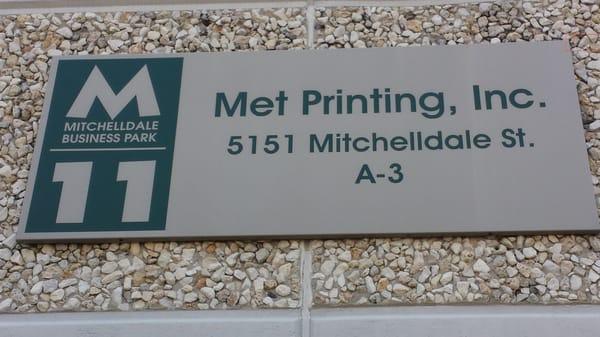 M
MITCHELLDALE
BUSINESS PARK
11
Met Printing, Inc.
5151 Mitchelldale St.
A-3